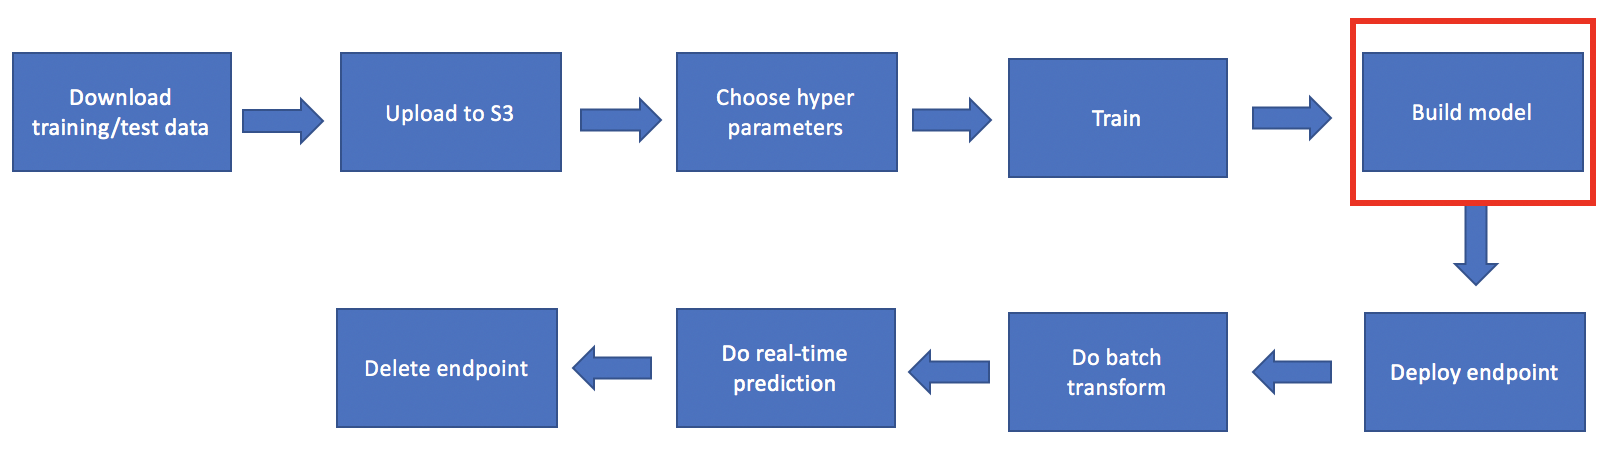 Download
training/test data
Upload to S3
Choose hyper
parameters
Train
Build model
Deploy endpoint
Do batch
transform
Do real-time
prediction
Delete endpoint